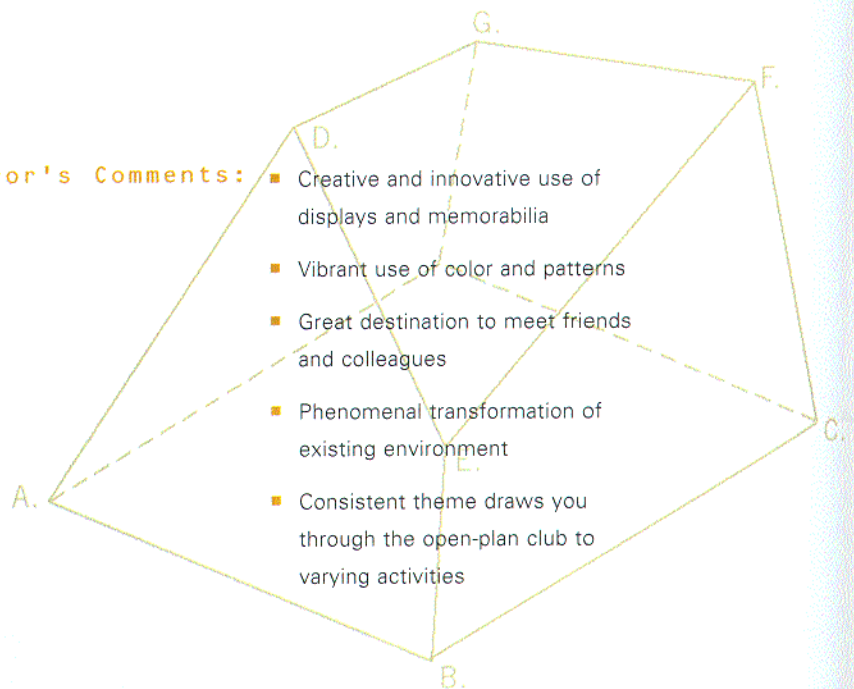 G.
F.
D.
or's Comments:
■ Creative and innovative use of
displays and memorabilia
■ Vibrant use of color and patterns
■ Great destination to meet friends
and colleagues
■ Phenomenal transformation of
existing environment
■ Consistent theme draws you
through the open-plan club to
varying activities
C.
E.
A.
B.